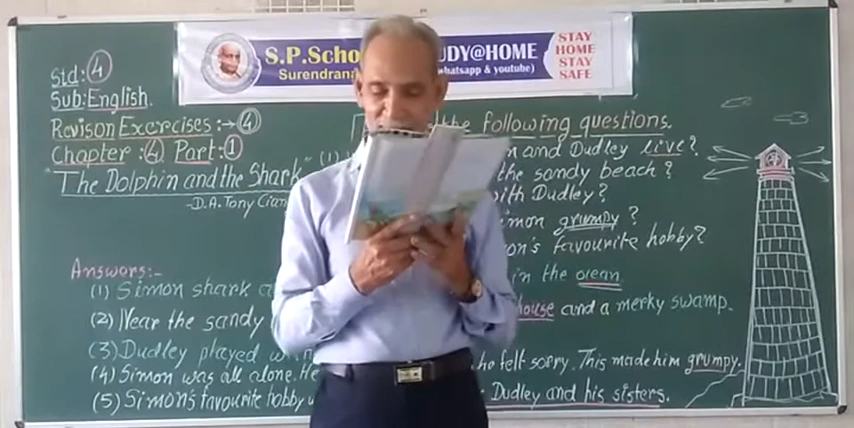 S.P.Scho
UDY@HOME
Surendrana
whatsapp & youtube)
STAY
HOME
STAY
SAFE
Std: 4
Sub: English.
Revison Exercises :→ 4
Chapter : 4 Part : 1
"The Dolphin and the Shark"
-D.A. Tony
the following questions.
(1)
and Dudley live?
the sandy beach?
with Dudley?
grumpy?
favourite hobby?
Answers:-
(1) Simon shark
in the ocean.
(2) Near the sandy
house and a merky swamp.
(3) Dudley played
(4) Simon was all alone. He
he felt sorry. This made him grumpy.
(5) Simon's favourite hobby
Dudley and his sisters.